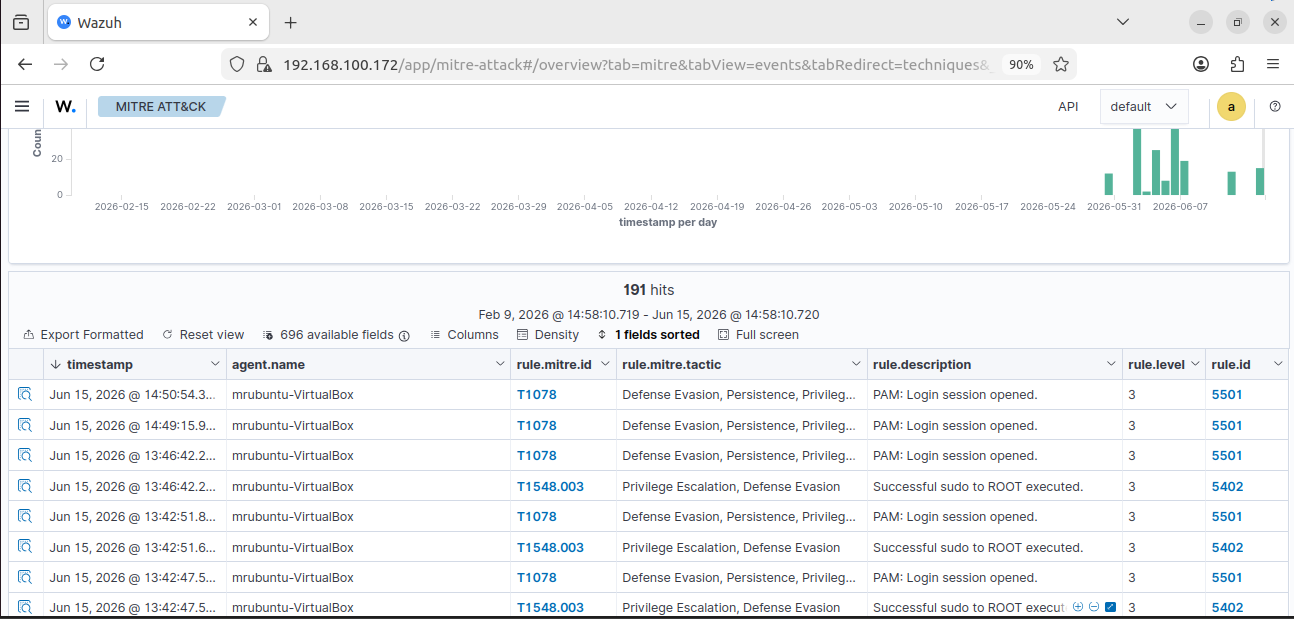 Wazuh
192.168.100.172/app/mitre-attack#/overview?tab=mitre&tabView=events&tabRedirect=techniques& 90%
W. MITRE ATT&CK API default a
Coun
20
0
2026-02-15 2026-02-22 2026-03-01 2026-03-08 2026-03-15 2026-03-22 2026-03-29 2026-04-05 2026-04-12 2026-04-19 2026-04-26 2026-05-03 2026-05-10 2026-05-17 2026-05-24 2026-05-31 2026-06-07
timestamp per day
191 hits
Feb 9, 2026 @ 14:58:10.719 - Jun 15, 2026 @ 14:58:10.720
Export Formatted Reset view 696 available fields Columns Density 1 fields sorted Full screen
timestamp agent.name rule.mitre.id rule.mitre.tactic rule.description rule.level rule.id
Jun 15, 2026 @ 14:50:54.3... mrubuntu-VirtualBox T1078 Defense Evasion, Persistence, Privileg... PAM: Login session opened. 3 5501
Jun 15, 2026 @ 14:49:15.9... mrubuntu-VirtualBox T1078 Defense Evasion, Persistence, Privileg... PAM: Login session opened. 3 5501
Jun 15, 2026 @ 13:46:42.2... mrubuntu-VirtualBox T1078 Defense Evasion, Persistence, Privileg... PAM: Login session opened. 3 5501
Jun 15, 2026 @ 13:46:42.2... mrubuntu-VirtualBox T1548.003 Privilege Escalation, Defense Evasion Successful sudo to ROOT executed. 3 5402
Jun 15, 2026 @ 13:42:51.8... mrubuntu-VirtualBox T1078 Defense Evasion, Persistence, Privileg... PAM: Login session opened. 3 5501
Jun 15, 2026 @ 13:42:51.6... mrubuntu-VirtualBox T1548.003 Privilege Escalation, Defense Evasion Successful sudo to ROOT executed. 3 5402
Jun 15, 2026 @ 13:42:47.5... mrubuntu-VirtualBox T1078 Defense Evasion, Persistence, Privileg... PAM: Login session opened. 3 5501
Jun 15, 2026 @ 13:42:47.5... mrubuntu-VirtualBox T1548.003 Privilege Escalation, Defense Evasion Successful sudo to ROOT execut 3 5402